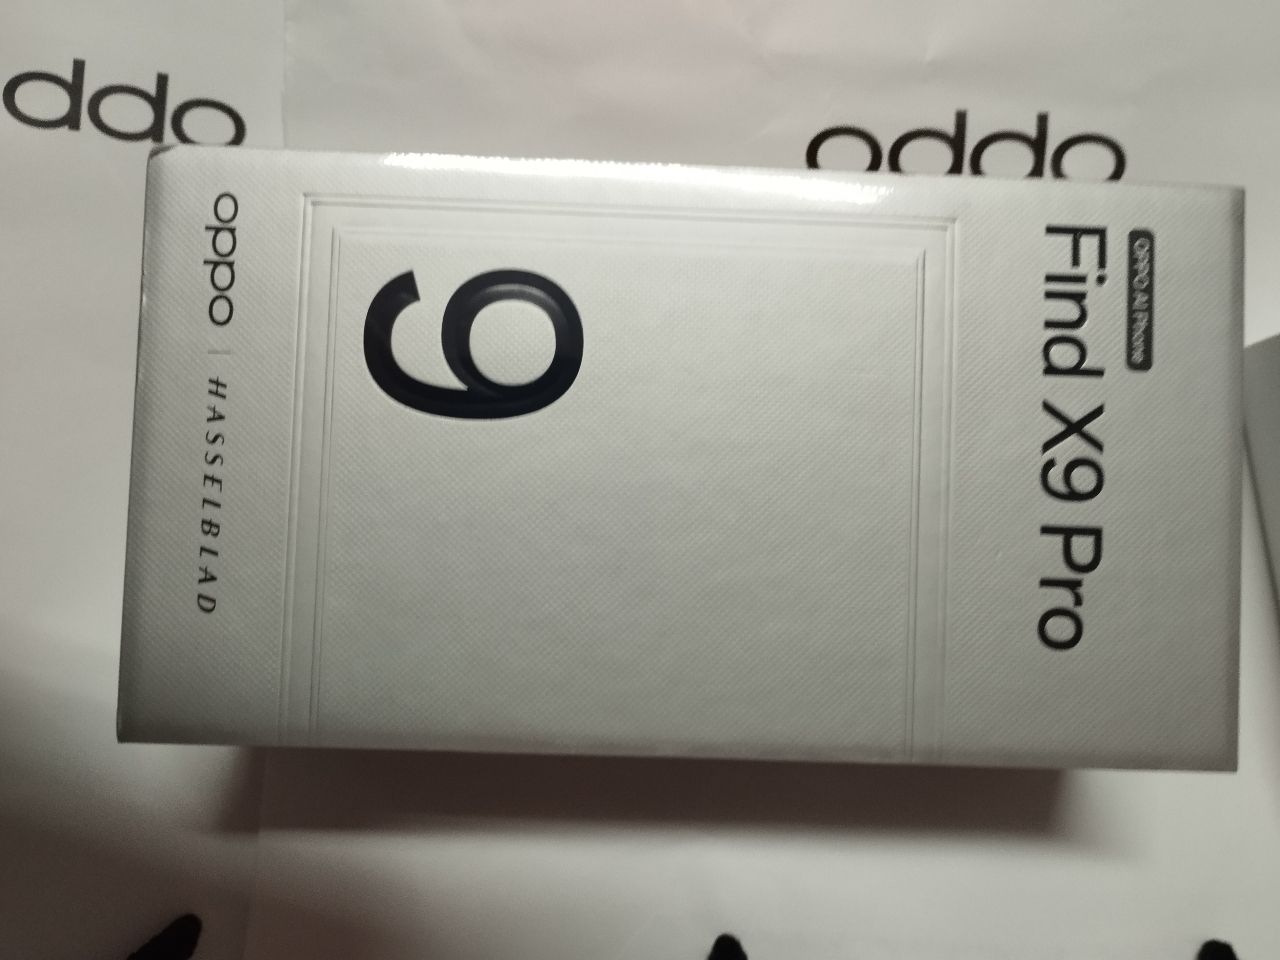 oppo
oppo
OPPO AI Phone
Find X9 Pro
9
oppo | HASSELBLAD